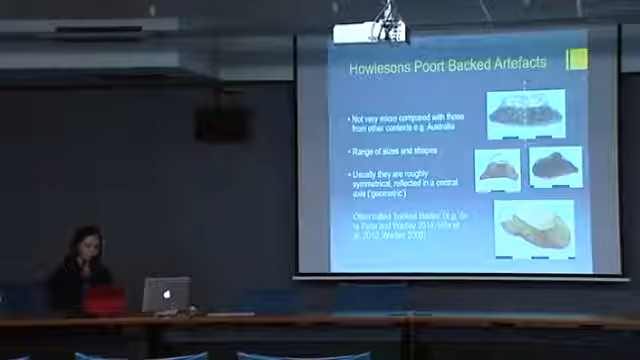 Howiesons Poort Backed Artefacts
• Not very micro compared with those
from other contexts e.g. Australia
• Range of sizes and shapes
• Usually they are roughly
symmetrical, reflected in a central
axis ('geometric')
Often called 'backed blades' (e.g. de
la Peña and Wadley 2014, Villa et
al. 2010, Wadley